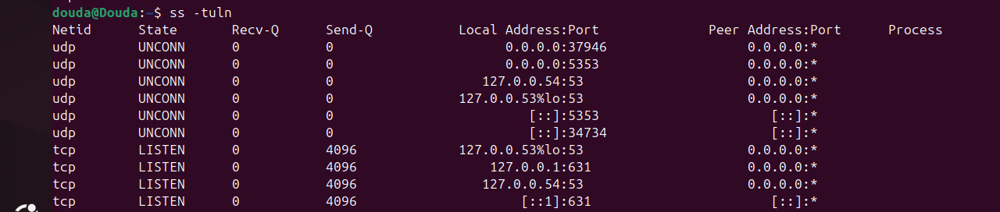 douda@Douda:~$ ss -tuln
Netid State Recv-Q Send-Q Local Address:Port Peer Address:Port Process
udp UNCONN 0 0 0.0.0.0:37946 0.0.0.0:*
udp UNCONN 0 0 0.0.0.0:5353 0.0.0.0:*
udp UNCONN 0 0 127.0.0.54:53 0.0.0.0:*
udp UNCONN 0 0 127.0.0.53%lo:53 0.0.0.0:*
udp UNCONN 0 0 [::]:5353 [::]:*
udp UNCONN 0 0 [::]:34734 [::]:*
tcp LISTEN 0 4096 127.0.0.53%lo:53 0.0.0.0:*
tcp LISTEN 0 4096 127.0.0.1:631 0.0.0.0:*
tcp LISTEN 0 4096 127.0.0.54:53 0.0.0.0:*
tcp LISTEN 0 4096 [::1]:631 [::]:*